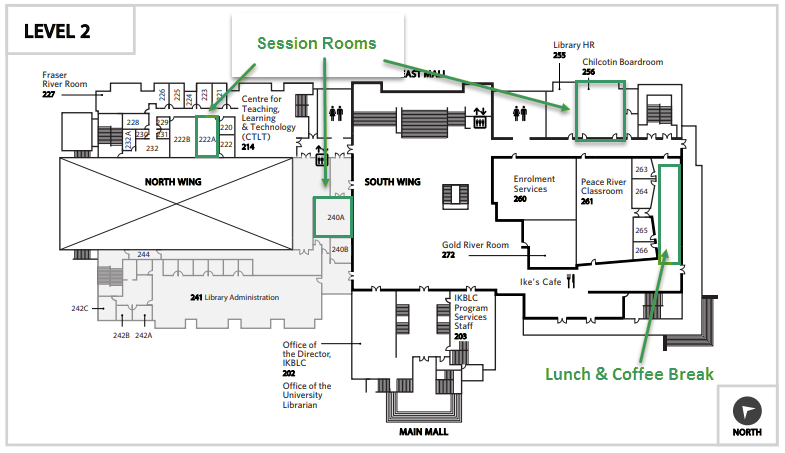 LEVEL 2
Session Rooms
EAST MALL
Library HR
255
Chilcotin Boardroom
256
Fraser
River Room
227
226
225
224
223
221
Centre for
Teaching,
Learning
& Technology
(CTLT)
214
228
229
230
231
232A
232
222B
222A
220
222
NORTH WING
SOUTH WING
240A
240B
Enrolment
Services
260
Peace River
Classroom
261
263
264
265
266
Gold River Room
272
Ike's Cafe
244
241 Library Administration
242C
242B
242A
IKBLC
Program
Services
Staff
203
Office of
the Director,
IKBLC
202
Office of the
University
Librarian
Lunch & Coffee Break
MAIN MALL
NORTH